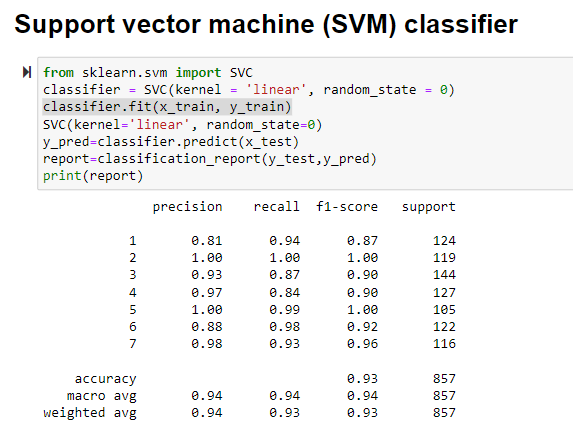 Support vector machine (SVM) classifier
from sklearn.svm import SVC
classifier = SVC(kernel = 'linear', random_state = 0)
classifier.fit(x_train, y_train)
SVC(kernel='linear', random_state=0)
y_pred=classifier.predict(x_test)
report=classification_report(y_test,y_pred)
print(report)
precision recall f1-score support
1 0.81 0.94 0.87 124
2 1.00 1.00 1.00 119
3 0.93 0.87 0.90 144
4 0.97 0.84 0.90 127
5 1.00 0.99 1.00 105
6 0.88 0.98 0.92 122
7 0.98 0.93 0.96 116
accuracy 0.93 857
macro avg 0.94 0.94 0.94 857
weighted avg 0.94 0.93 0.93 857